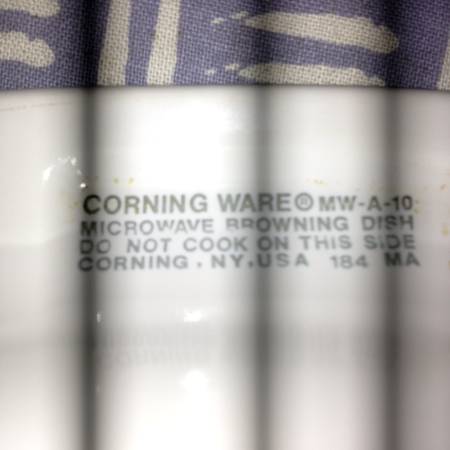 CORNING WARE® MW-A-10
MICROWAVE BROWNING DISH
DO NOT COOK ON THIS SIDE
CORNING, NY, USA 184 MA